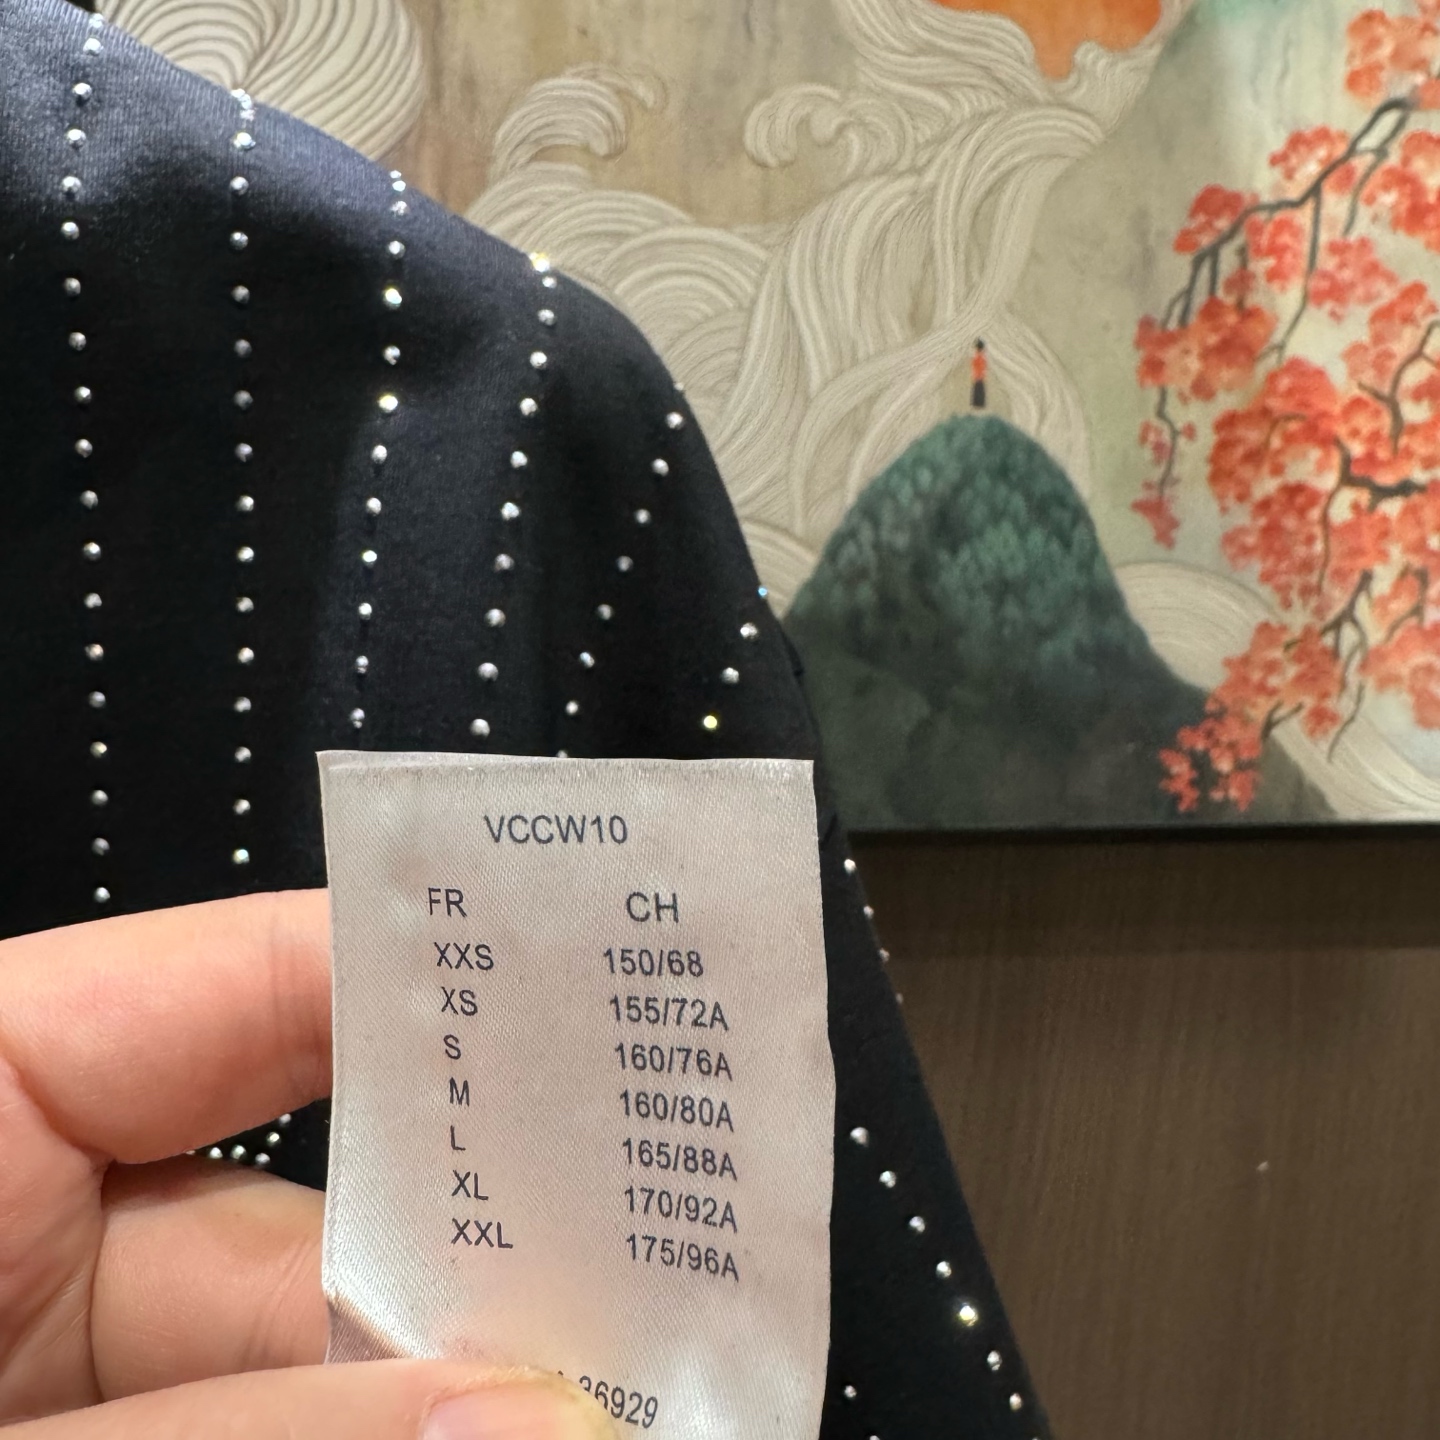 VCCW10
FR CH
XXS 150/68
XS 155/72A
S 160/76A
M 160/80A
L 165/88A
XL 170/92A
XXL 175/96A
36929